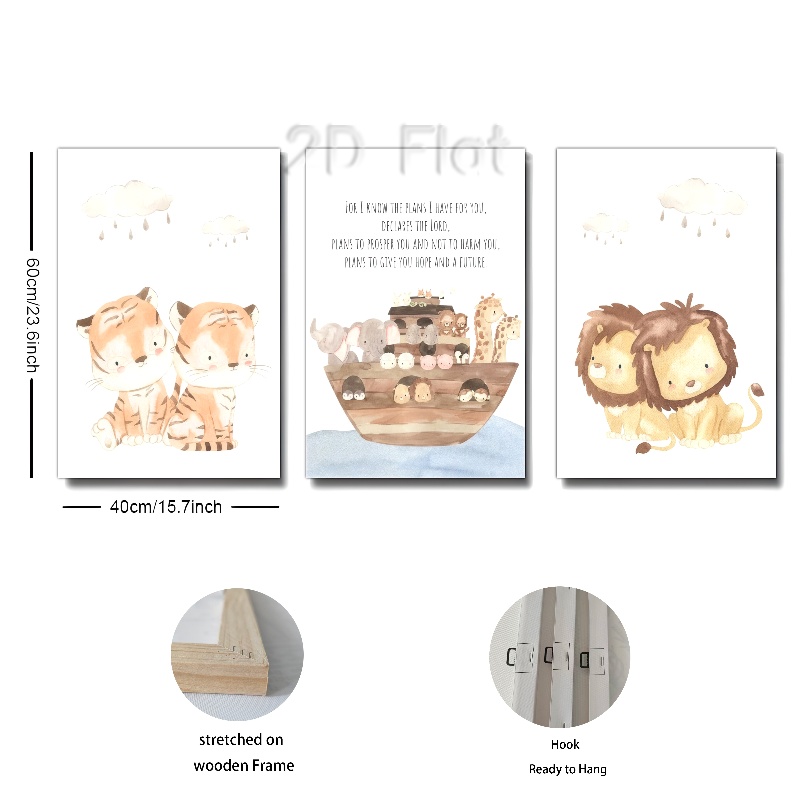 2D Flat
FOR I KNOW THE PLANS I HAVE FOR YOU,
DECLARES THE LORD,
PLANS TO PROSPER YOU AND NOT TO HARM YOU,
PLANS TO GIVE YOU HOPE AND A FUTURE
60cm/23.6inch
40cm/15.7inch
stretched on
wooden Frame
Hook
Ready to Hang